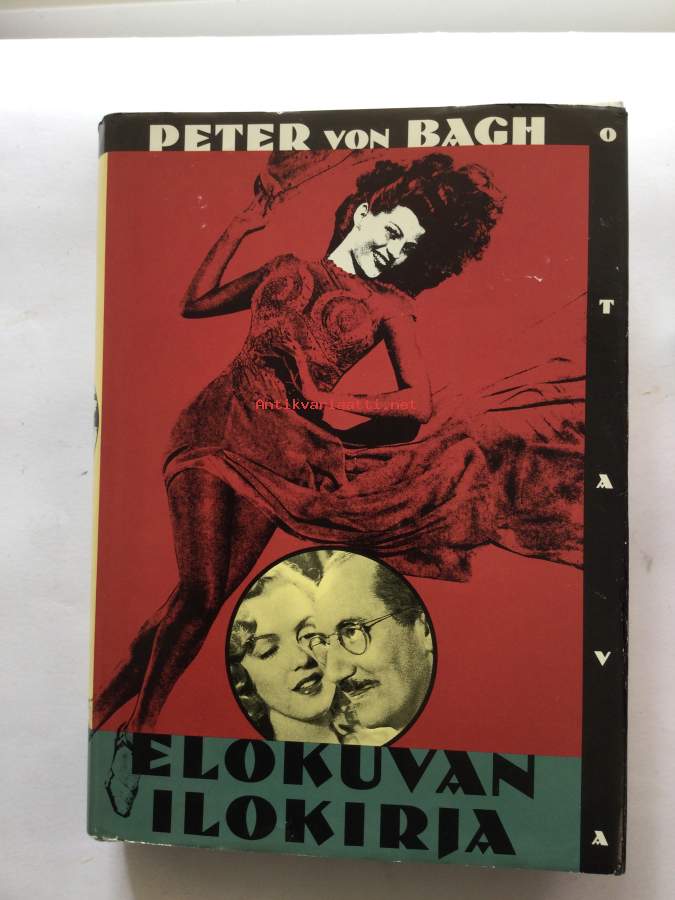 PETER VON BAGH
OTAVA
Antikvariaatti.net
ELOKUVAN
ILOKIRJA